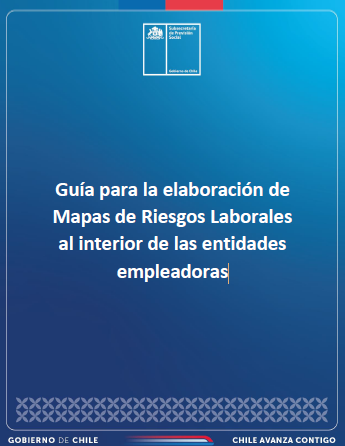 Subsecretaría
de Previsión
Social
Gobierno de Chile
Guía para la elaboración de
Mapas de Riesgos Laborales
al interior de las entidades
empleadoras
GOBIERNO DE CHILE
CHILE AVANZA CONTIGO